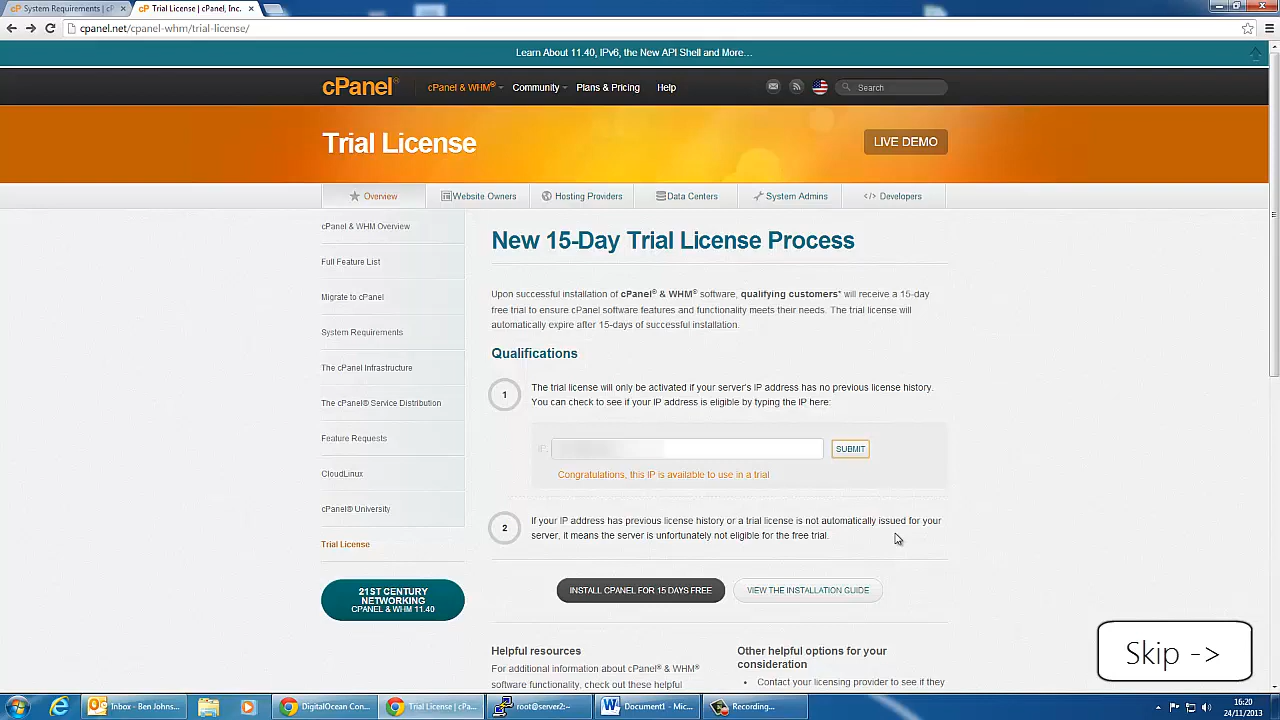 System Requirements | cP
Trial License | cPanel, Inc.
cpanel.net/cpanel-whm/trial-license/
Learn About 11.40, IPv6, the New API Shell and More...
cPanel®
cPanel & WHM®
Community
Plans & Pricing
Help
Search
Trial License
LIVE DEMO
Overview
Website Owners
Hosting Providers
Data Centers
System Admins
</> Developers
cPanel & WHM Overview
Full Feature List
Migrate to cPanel
System Requirements
The cPanel Infrastructure
The cPanel® Service Distribution
Feature Requests
CloudLinux
cPanel® University
Trial License
21ST CENTURY
NETWORKING
CPANEL & WHM 11.40
New 15-Day Trial License Process
Upon successful installation of cPanel® & WHM® software, qualifying customers* will receive a 15-day
free trial to ensure cPanel software features and functionality meets their needs. The trial license will
automatically expire after 15-days of successful installation.
Qualifications
1
The trial license will only be activated if your server's IP address has no previous license history.
You can check to see if your IP address is eligible by typing the IP here:
IP:
SUBMIT
Congratulations, this IP is available to use in a trial
2
If your IP address has previous license history or a trial license is not automatically issued for your
server, it means the server is unfortunately not eligible for the free trial.
INSTALL CPANEL FOR 15 DAYS FREE
VIEW THE INSTALLATION GUIDE
Helpful resources
For additional information about cPanel® & WHM®
software functionality, check out these helpful
Other helpful options for your
consideration
Contact your licensing provider to see if they
Skip ->
Inbox - Ben Johns...
DigitalOcean Con...
Trial License | cPa...
root@server2:~
Document1 - Mic...
Recording...
16:20
24/11/2013